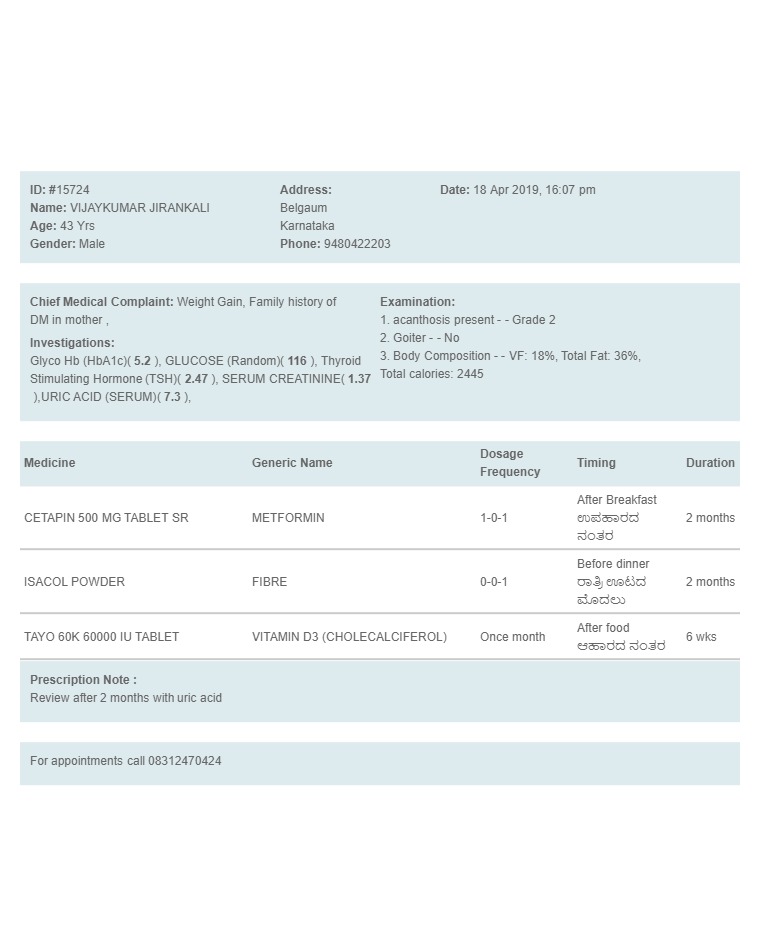 ID: #15724
Name: VIJAYKUMAR JIRANKALI
Age: 43 Yrs
Gender: Male
Address:
Belgaum
Karnataka
Phone: 9480422203
Date: 18 Apr 2019, 16:07 pm
Chief Medical Complaint: Weight Gain, Family history of
DM in mother ,
Investigations:
Glyco Hb (HbA1c)( 5.2 ), GLUCOSE (Random)( 116 ), Thyroid
Stimulating Hormone (TSH)( 2.47 ), SERUM CREATININE( 1.37
),URIC ACID (SERUM)( 7.3 ),
Examination:
1. acanthosis present - - Grade 2
2. Goiter - - No
3. Body Composition - - VF: 18%, Total Fat: 36%,
Total calories: 2445
Medicine Generic Name Dosage Frequency Timing Duration
CETAPIN 500 MG TABLET SR METFORMIN 1-0-1 After Breakfast 2 months
ಉಪಹಾರದ
ನಂತರ
ISACOL POWDER FIBRE 0-0-1 Before dinner 2 months
ರಾತ್ರಿ ಊಟದ
ಮೊದಲು
TAYO 60K 60000 IU TABLET VITAMIN D3 (CHOLECALCIFEROL) Once month After food 6 wks
ಆಹಾರದ ನಂತರ
Prescription Note :
Review after 2 months with uric acid
For appointments call 08312470424